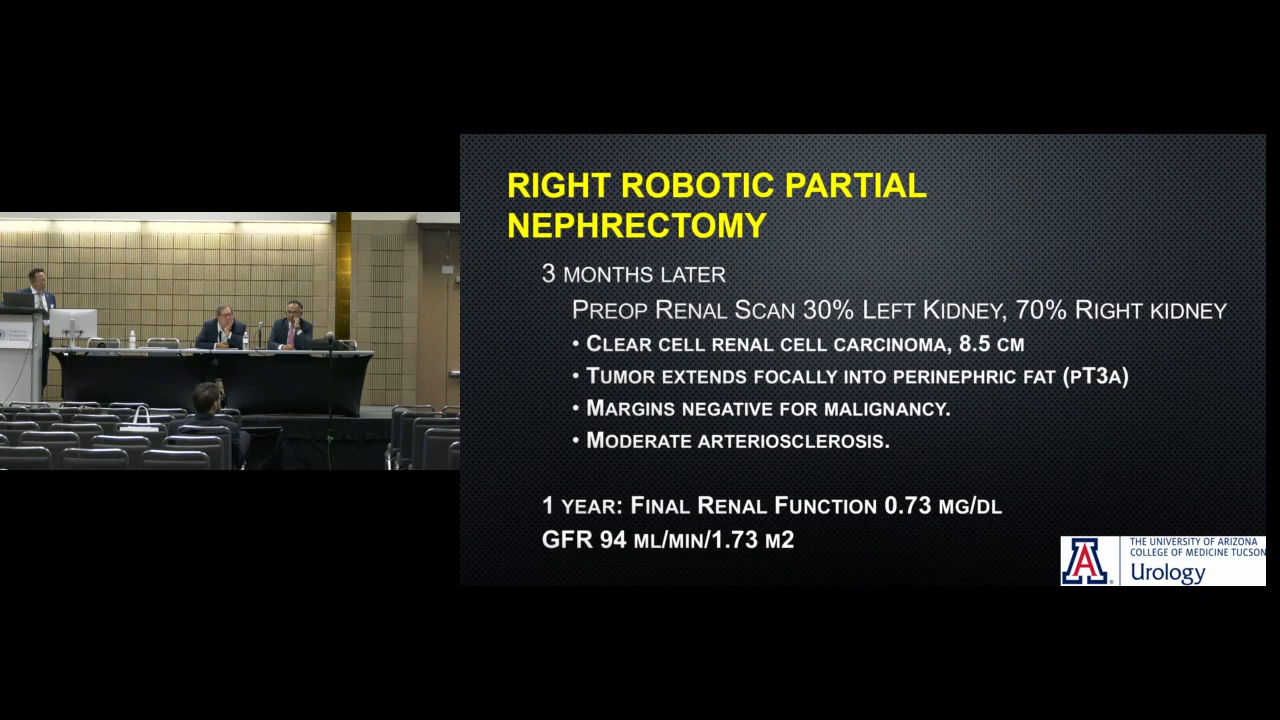 RIGHT ROBOTIC PARTIAL
NEPHRECTOMY
3 MONTHS LATER
PREOP RENAL SCAN 30% LEFT KIDNEY, 70% RIGHT KIDNEY
• CLEAR CELL RENAL CELL CARCINOMA, 8.5 CM
• TUMOR EXTENDS FOCALLY INTO PERINEPHRIC FAT (PT3A)
• MARGINS NEGATIVE FOR MALIGNANCY.
• MODERATE ARTERIOSCLEROSIS.
1 YEAR: FINAL RENAL FUNCTION 0.73 MG/DL
GFR 94 ML/MIN/1.73 M2
A
THE UNIVERSITY OF ARIZONA
COLLEGE OF MEDICINE TUCSON
Urology